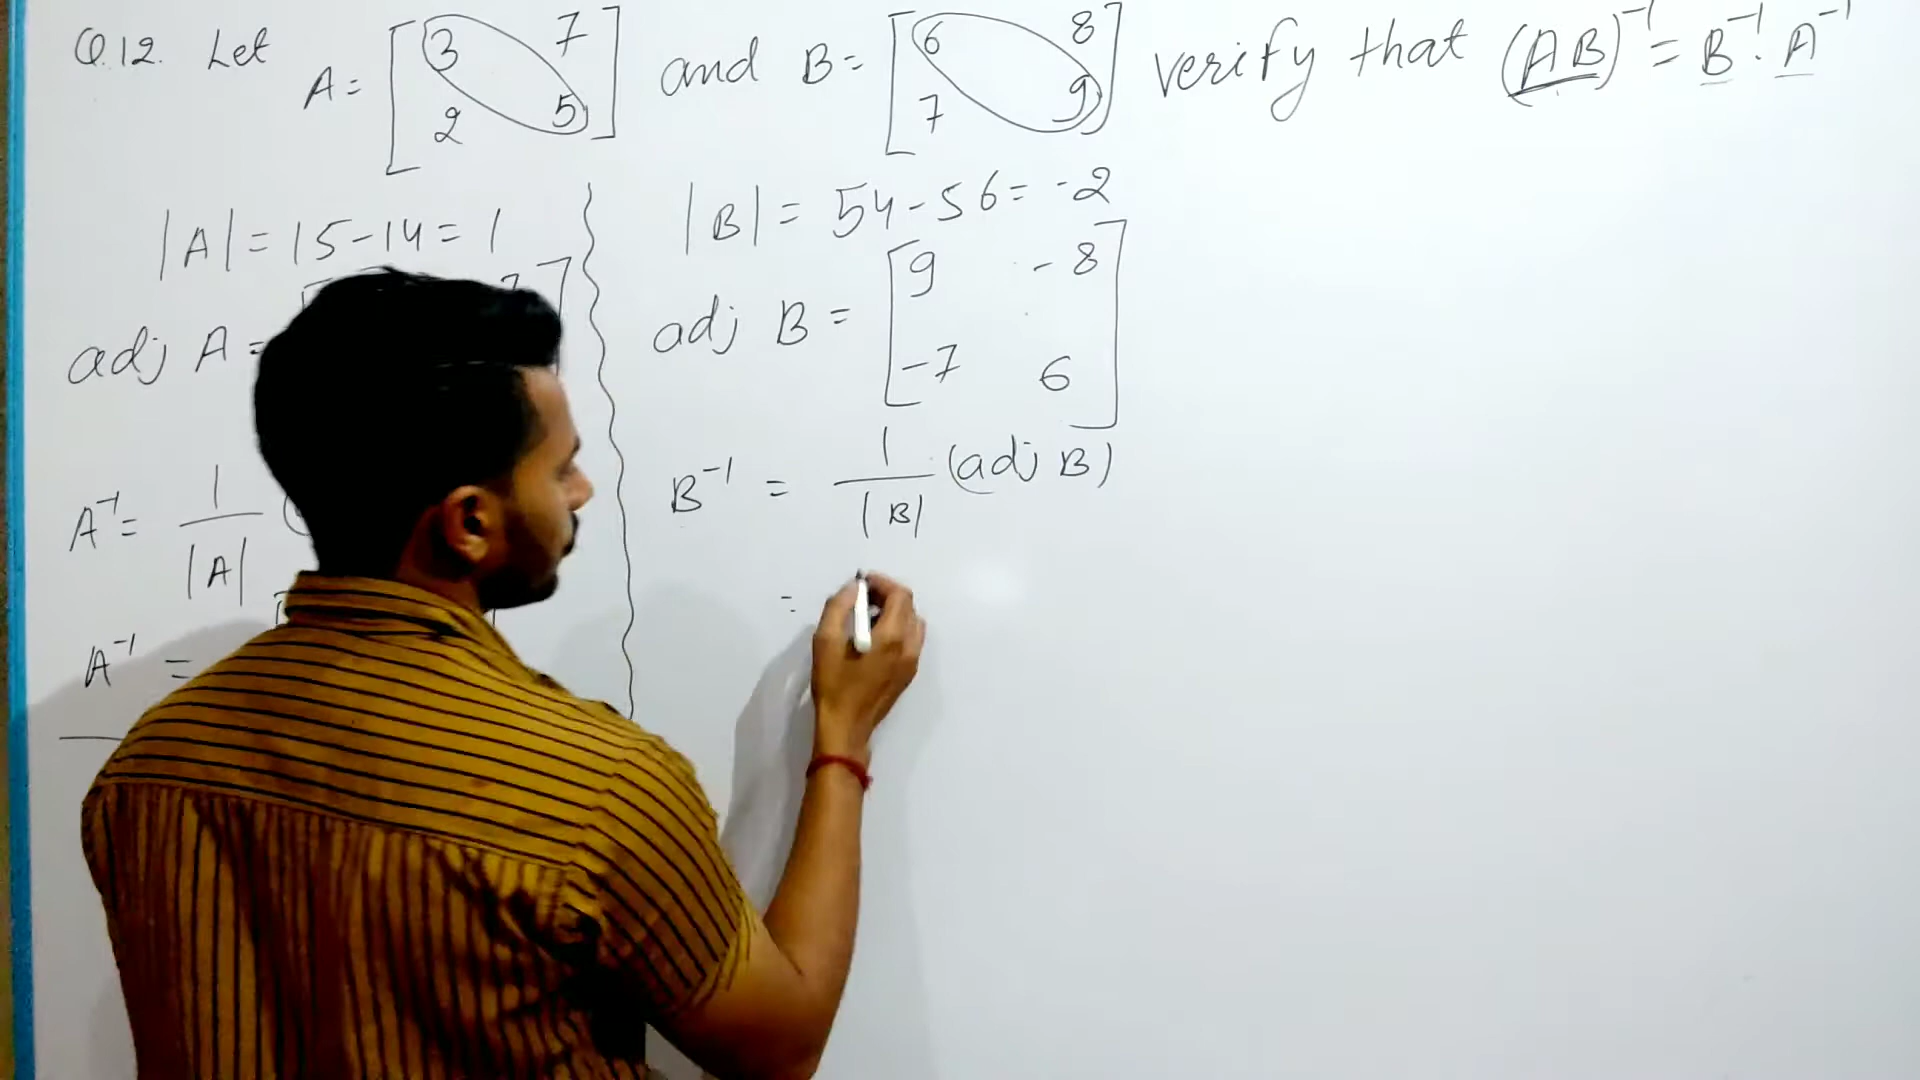 Q.12. Let A = [3 7 2 5] and B = [6 8 7 9] verify that (AB)⁻¹ = B⁻¹. A⁻¹
|A| = 15-14 = 1
adj A =
A⁻¹ = 1/|A| (
A⁻¹ =
|B| = 54-56 = -2
adj B = [9 -8 -7 6]
B⁻¹ = 1/|B| (adj B)
=